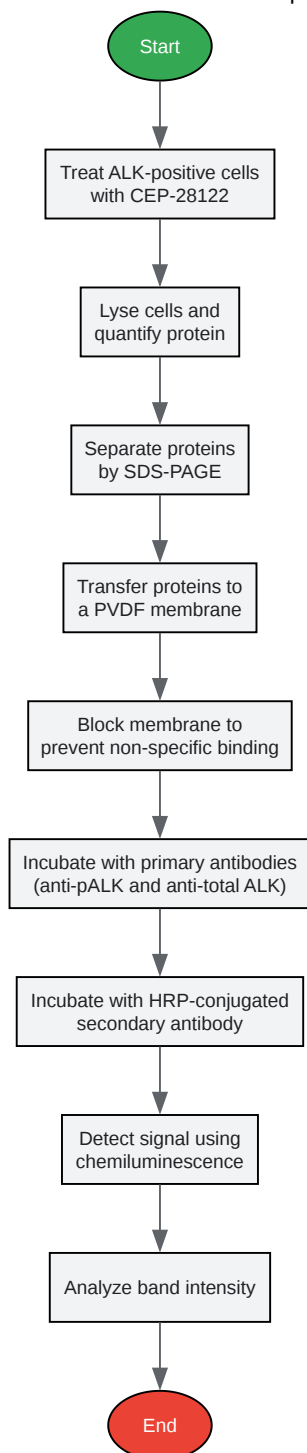 Start
Treat ALK-positive cells
with CEP-28122
Lyse cells and
quantify protein
Separate proteins
by SDS-PAGE
Transfer proteins to
a PVDF membrane
Block membrane to
prevent non-specific binding
Incubate with primary antibodies
(anti-pALK and anti-total ALK)
Incubate with HRP-conjugated
secondary antibody
Detect signal using
chemiluminescence
Analyze band intensity
End